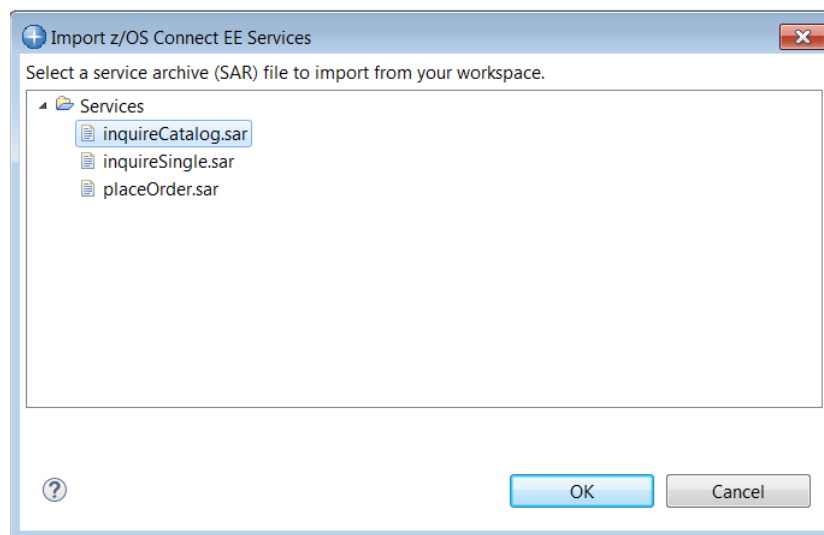 Import z/OS Connect EE Services
Select a service archive (SAR) file to import from your workspace.
Services
inquireCatalog.sar
inquireSingle.sar
placeOrder.sar
?
OK
Cancel